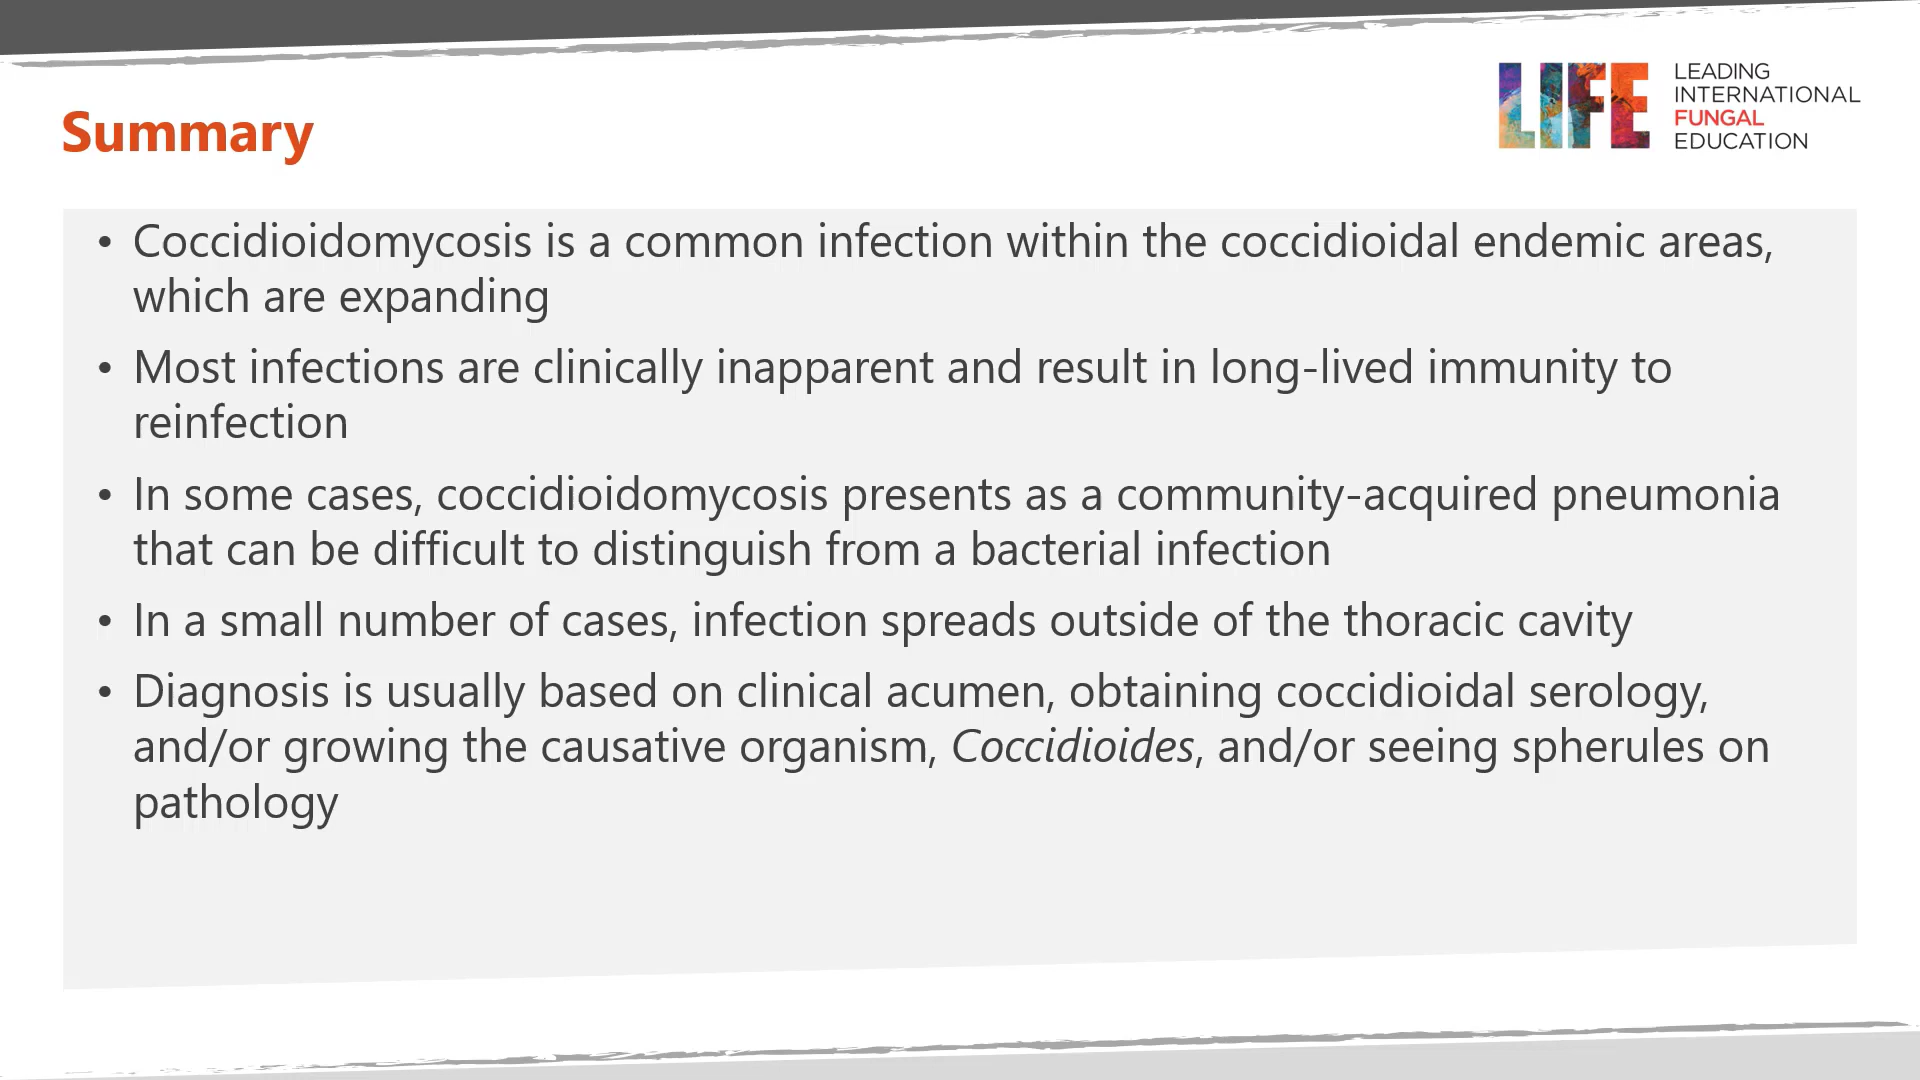 LIFE
LEADING
INTERNATIONAL
FUNGAL
EDUCATION
Summary
• Coccidioidomycosis is a common infection within the coccidioidal endemic areas,
which are expanding
• Most infections are clinically inapparent and result in long-lived immunity to
reinfection
• In some cases, coccidioidomycosis presents as a community-acquired pneumonia
that can be difficult to distinguish from a bacterial infection
• In a small number of cases, infection spreads outside of the thoracic cavity
• Diagnosis is usually based on clinical acumen, obtaining coccidioidal serology,
and/or growing the causative organism, Coccidioides, and/or seeing spherules on
pathology